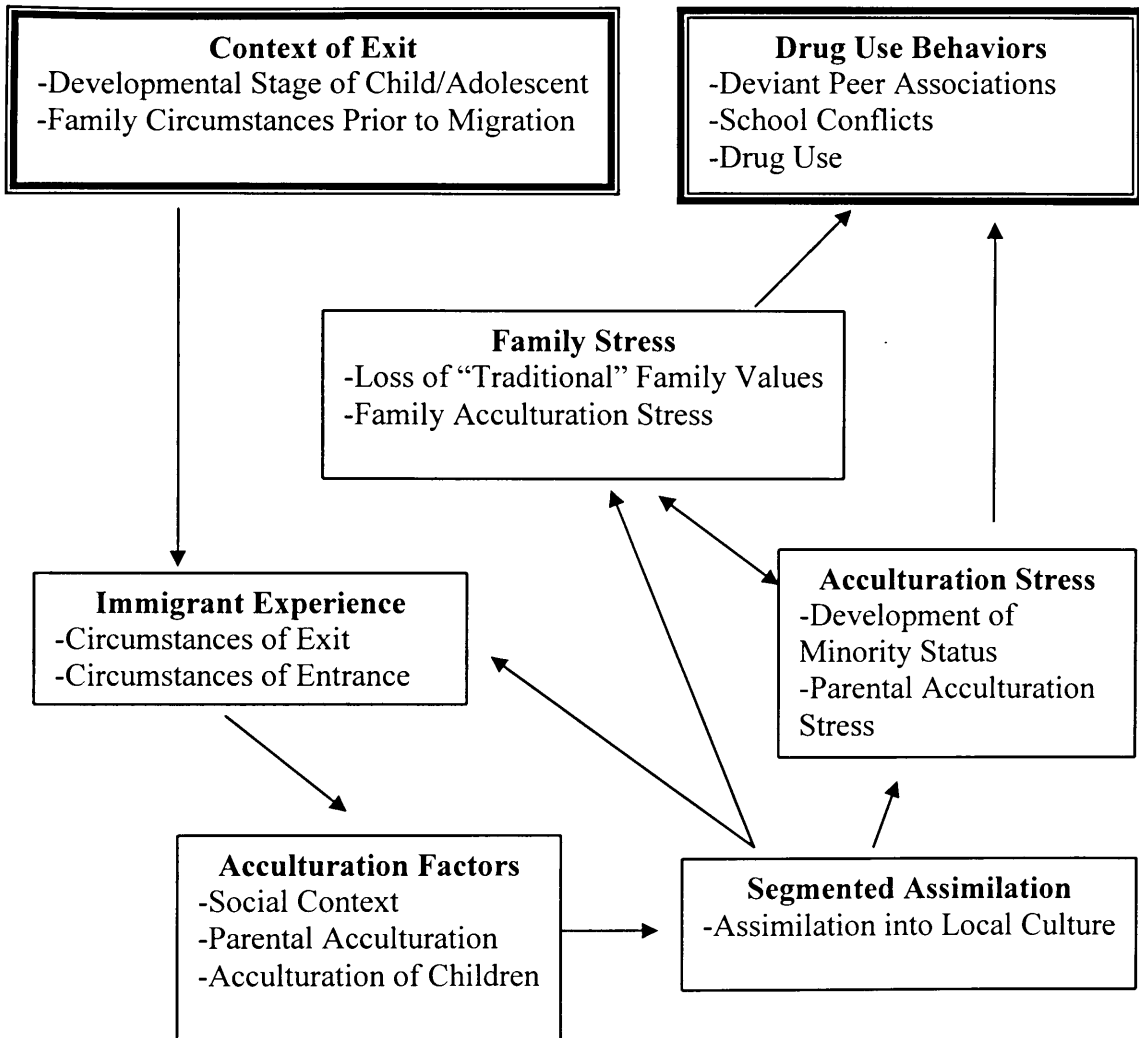 Context of Exit
-Developmental Stage of Child/Adolescent
-Family Circumstances Prior to Migration
Drug Use Behaviors
-Deviant Peer Associations
-School Conflicts
-Drug Use
Family Stress
-Loss of “Traditional” Family Values
-Family Acculturation Stress
Immigrant Experience
-Circumstances of Exit
-Circumstances of Entrance
Acculturation Stress
-Development of
Minority Status
-Parental Acculturation
Stress
Acculturation Factors
-Social Context
-Parental Acculturation
-Acculturation of Children
Segmented Assimilation
-Assimilation into Local Culture